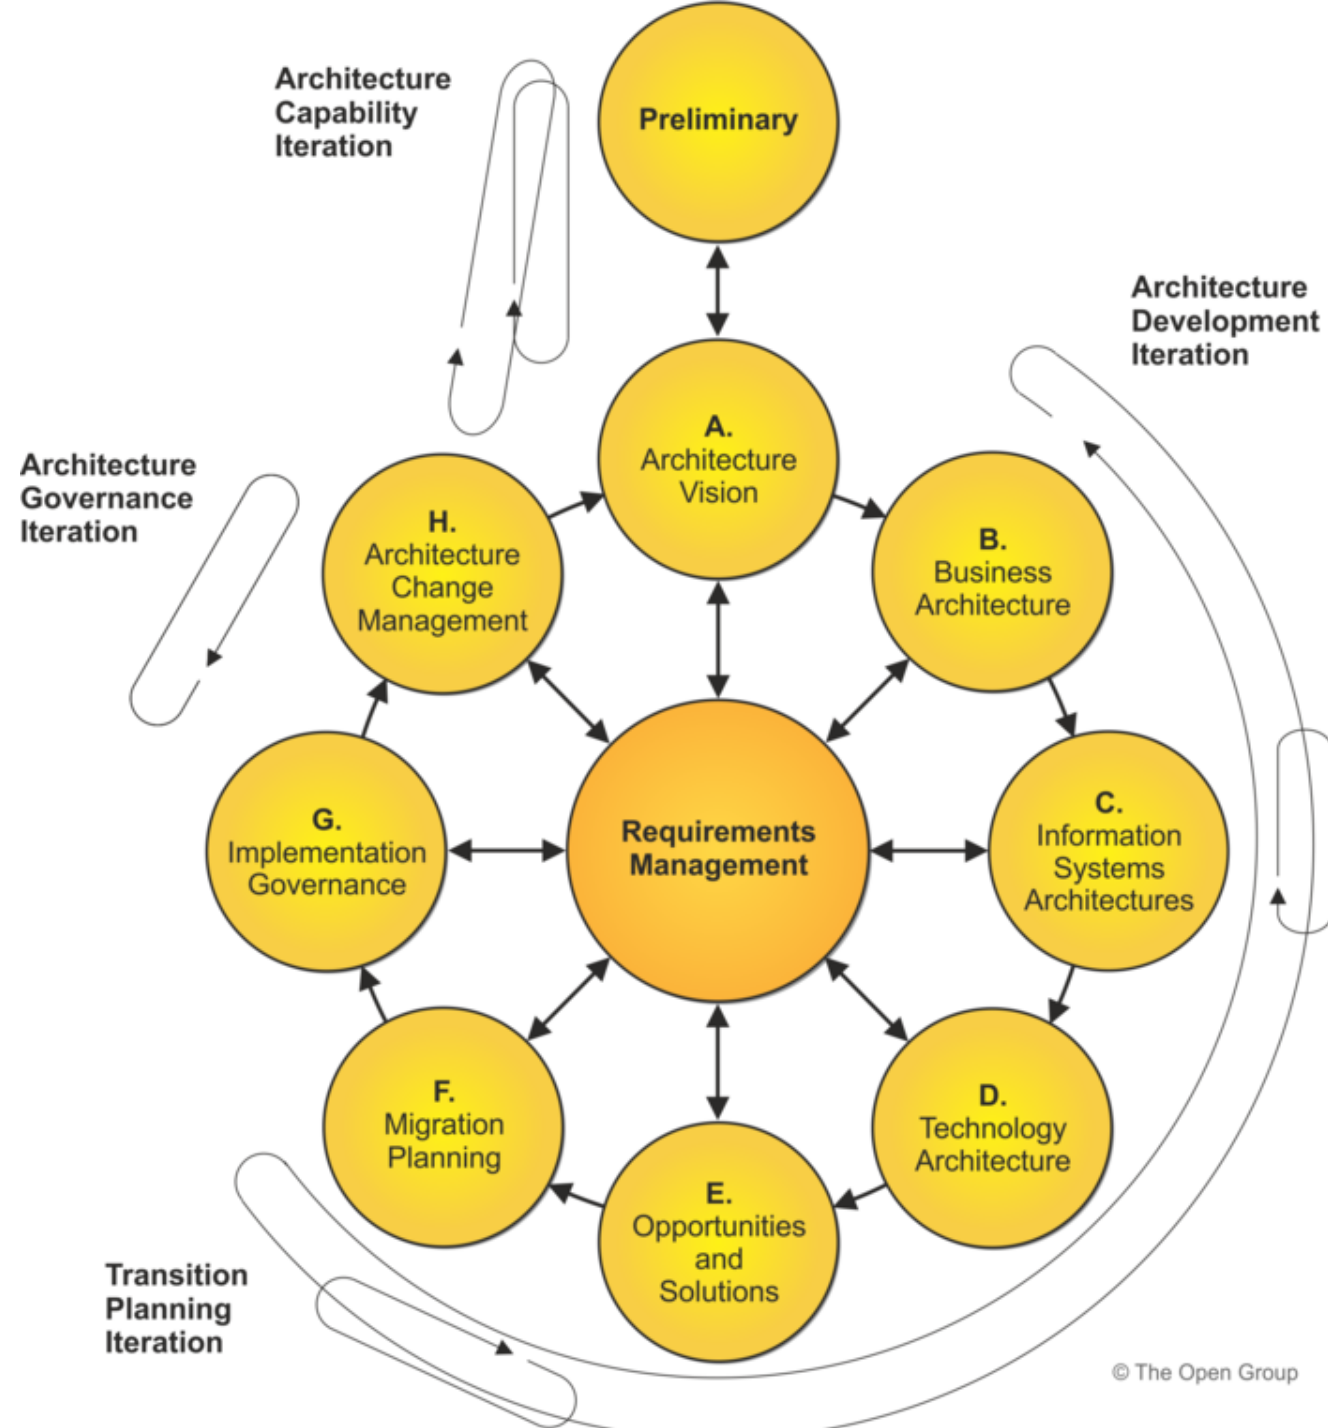 Architecture
Capability
Iteration
Preliminary
Architecture
Development
Iteration
A.
Architecture
Vision
Architecture
Governance
Iteration
H.
Architecture
Change
Management
B.
Business
Architecture
G.
Implementation
Governance
Requirements
Management
C.
Information
Systems
Architectures
F.
Migration
Planning
D.
Technology
Architecture
E.
Opportunities
and
Solutions
Transition
Planning
Iteration
© The Open Group